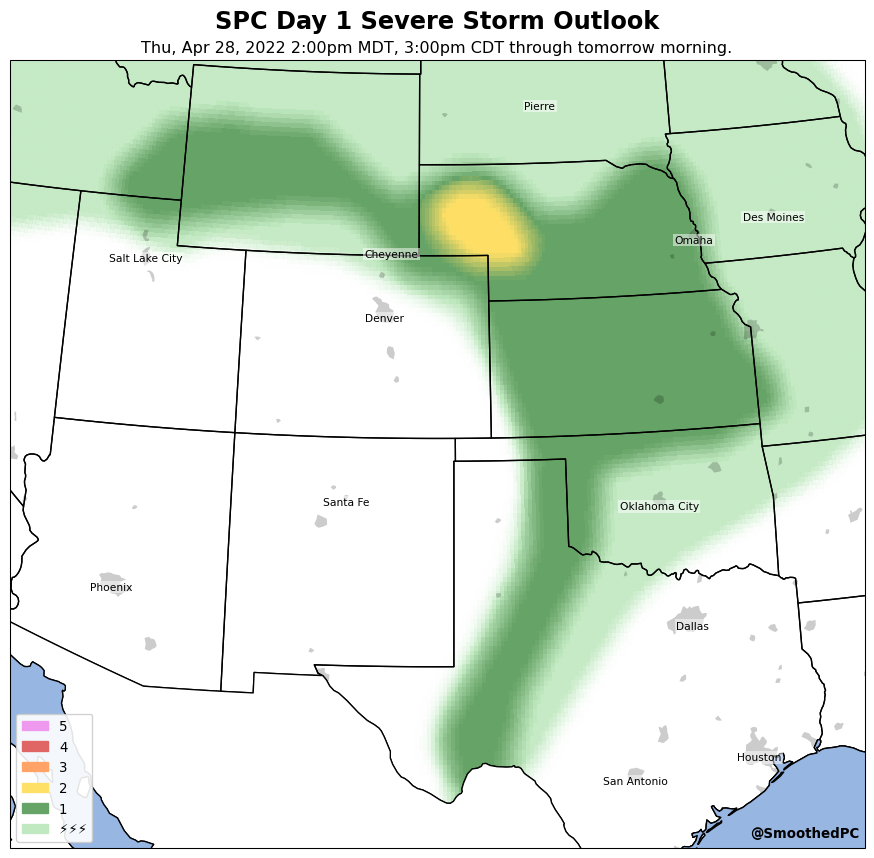 SPC Day 1 Severe Storm Outlook
Thu, Apr 28, 2022 2:00pm MDT, 3:00pm CDT through tomorrow morning.
Pierre
Des Moines
Omaha
Cheyenne
Salt Lake City
Denver
Santa Fe
Oklahoma City
Phoenix
Dallas
Houston
San Antonio
5
4
3
2
1
⚡⚡⚡
@SmoothedPC